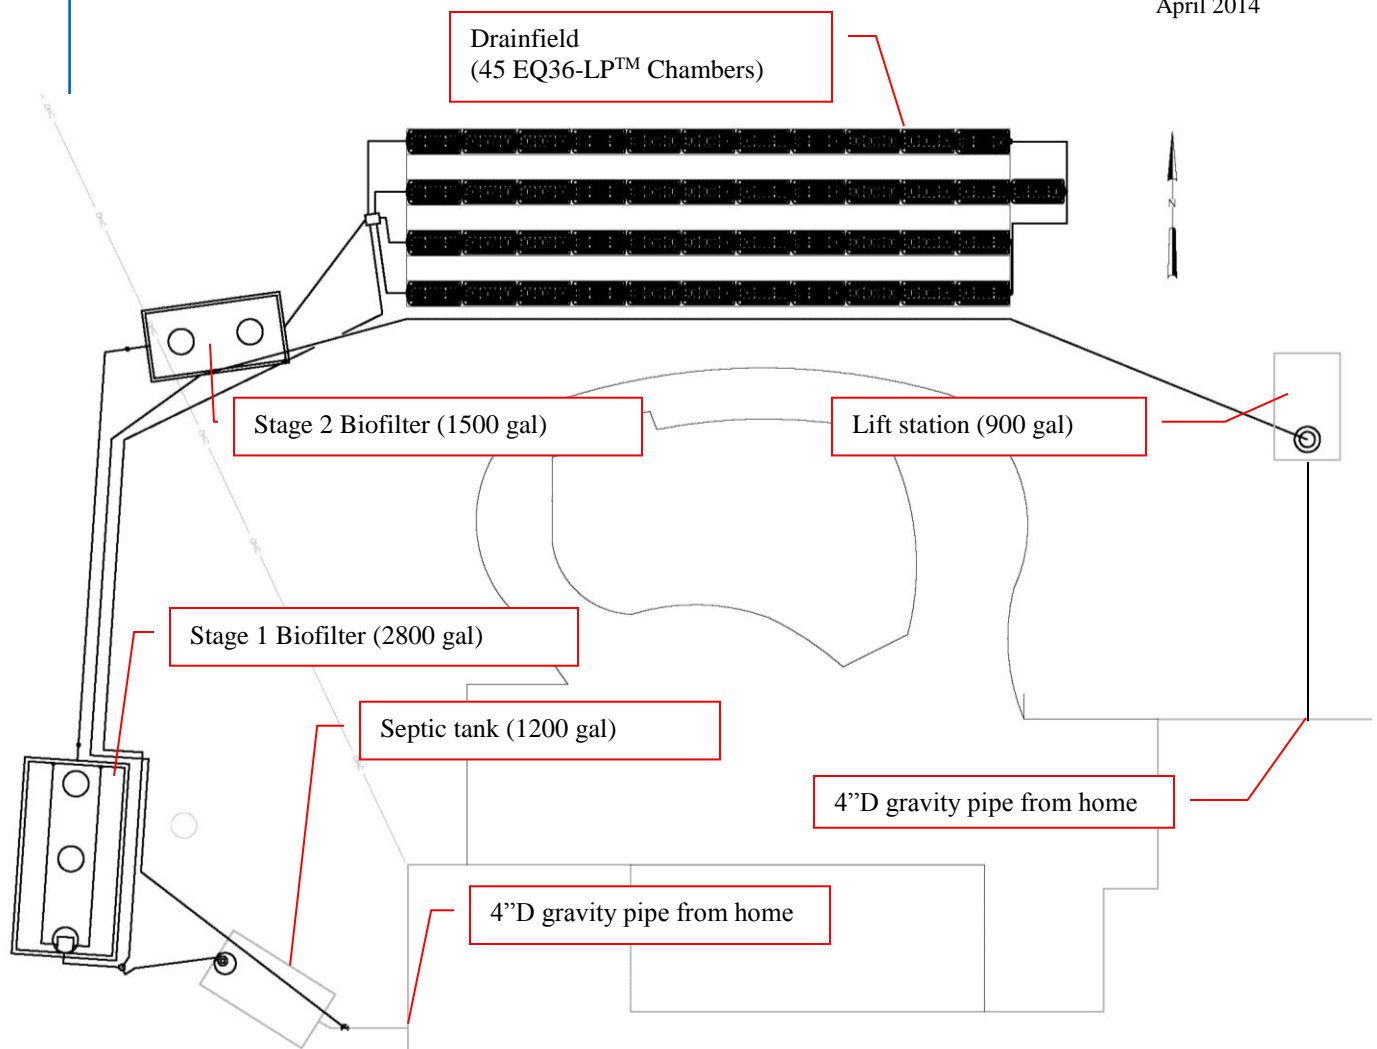 April 2014
Drainfield
(45 EQ36-LP™ Chambers)
N
Stage 2 Biofilter (1500 gal)
Lift station (900 gal)
Stage 1 Biofilter (2800 gal)
Septic tank (1200 gal)
4”D gravity pipe from home
4”D gravity pipe from home